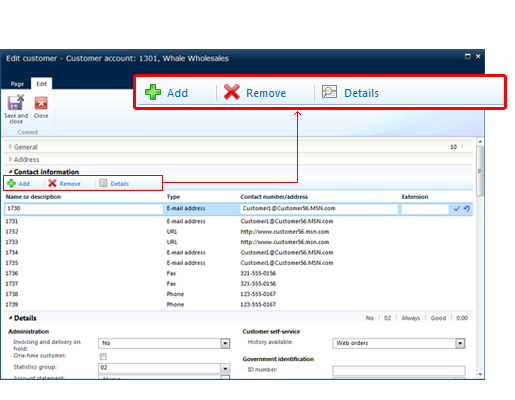 Edit customer - Customer account: 1301, Whale Wholesales
Page Edit
Add Remove Details
Save and close Close
Commit
General 10
Address
Contact information
Add Remove Details
Name or description Type Contact number/address Extension
1730 E-mail address Customer1@Customer56.MSN.com
1731 E-mail address Customer1@Customer56.MSN.com
1732 URL http://www.customer56.msn.com
1733 URL http://www.customer56.msn.com
1734 E-mail address Customer1@Customer56.MSN.com
1735 E-mail address Customer1@Customer56.MSN.com
1736 Fax 321-555-0156
1737 Fax 321-555-0156
1738 Phone 123-555-0167
1739 Phone 123-555-0167
Details No 02 Always Good 0.00
Administration Customer self-service
Invoicing and delivery on hold: No History available: Web orders
One-time customer: Government identification
Statistics group: 02 ID number:
Account statement: Always